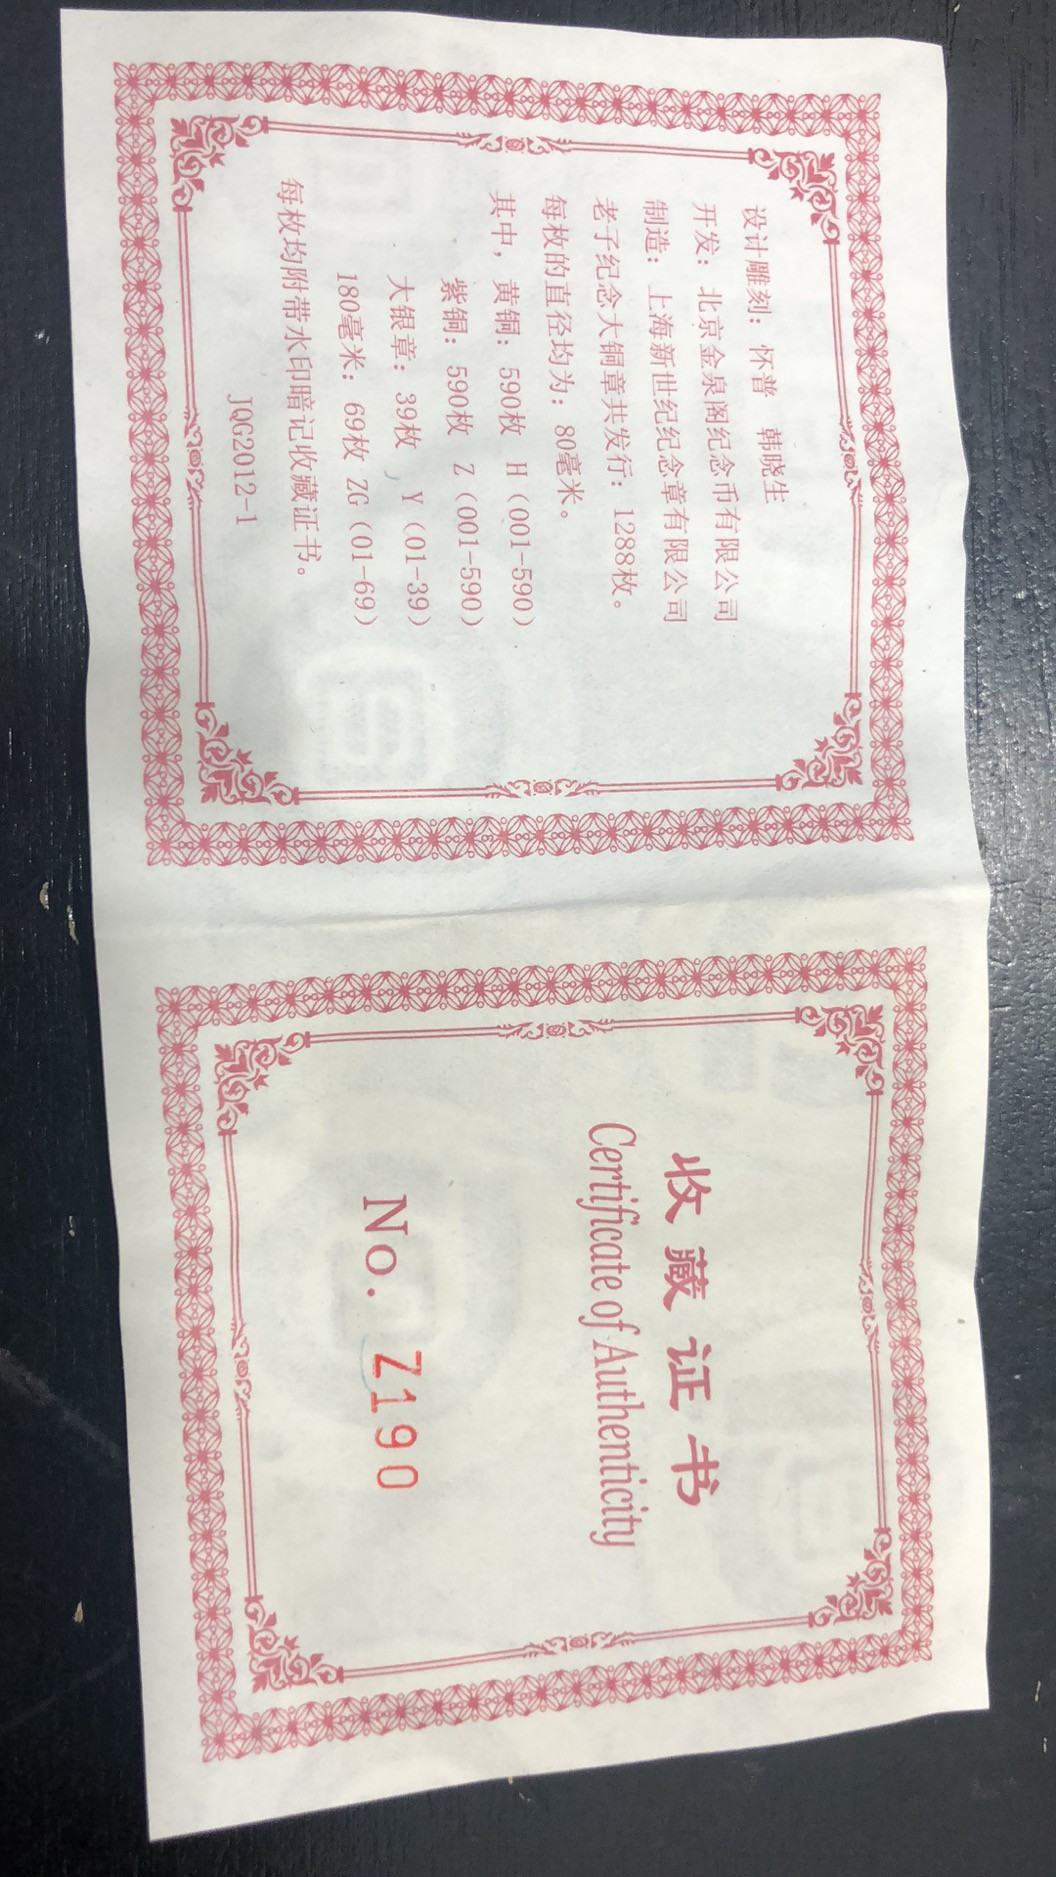 设计雕刻：怀普 韩晓生
开发：北京金泉阁纪念币有限公司
制造：上海新世纪纪念章有限公司
老子纪念大铜章共发行：1288枚。
每枚的直径均为：80毫米。
其中，黄铜：590枚 H（001-590）
紫铜：590枚 Z（001-590）
大银章：39枚 Y（01-39）
180毫米：69枚 ZG（01-69）
每枚均附带水印暗记收藏证书。
JQG2012-1
收藏证书
Certificate of Authenticity
No. Z190